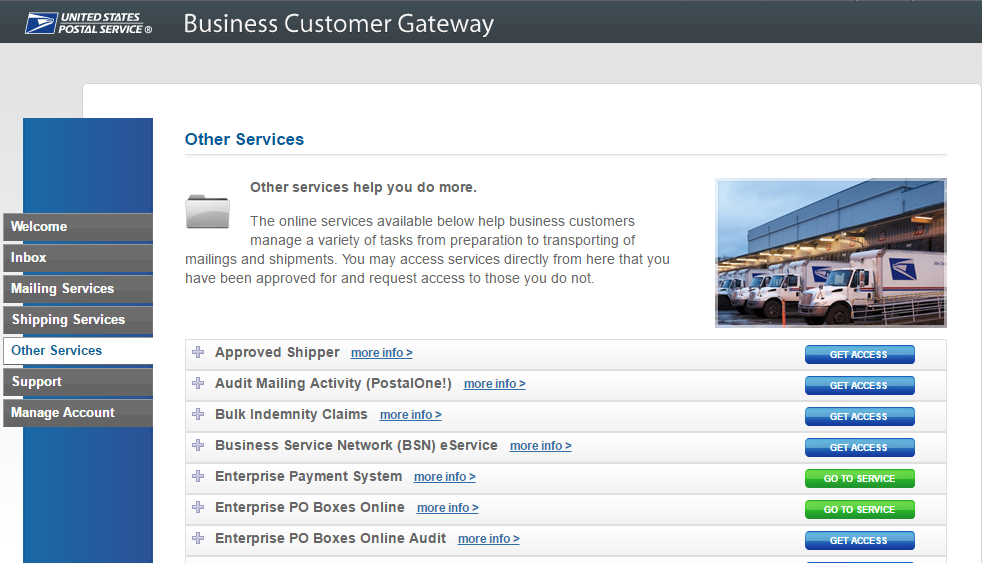 UNITED STATES
POSTAL SERVICE ®
Business Customer Gateway
Welcome
Inbox
Mailing Services
Shipping Services
Other Services
Support
Manage Account
Other Services
Other services help you do more.
The online services available below help business customers
manage a variety of tasks from preparation to transporting of
mailings and shipments. You may access services directly from here that you
have been approved for and request access to those you do not.
Approved Shipper more info > GET ACCESS
Audit Mailing Activity (PostalOne!) more info > GET ACCESS
Bulk Indemnity Claims more info > GET ACCESS
Business Service Network (BSN) eService more info > GET ACCESS
Enterprise Payment System more info > GO TO SERVICE
Enterprise PO Boxes Online more info > GO TO SERVICE
Enterprise PO Boxes Online Audit more info > GET ACCESS